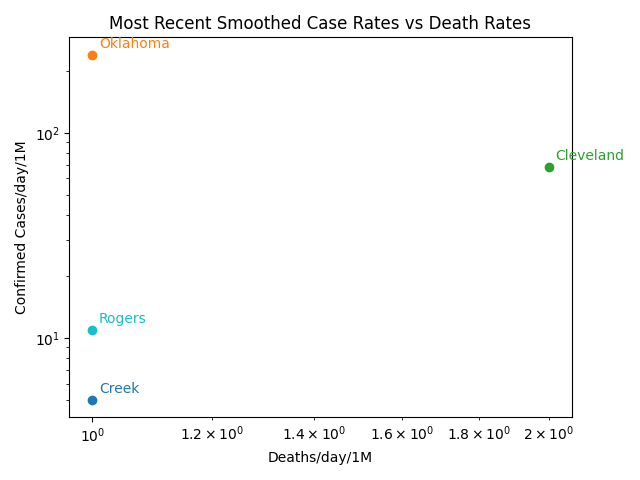 Most Recent Smoothed Case Rates vs Death Rates
Oklahoma
Cleveland
Rogers
Creek
Confirmed Cases/day/1M
10²
10¹
10⁰ 1.2 × 10⁰ 1.4 × 10⁰ 1.6 × 10⁰ 1.8 × 10⁰ 2 × 10⁰
Deaths/day/1M